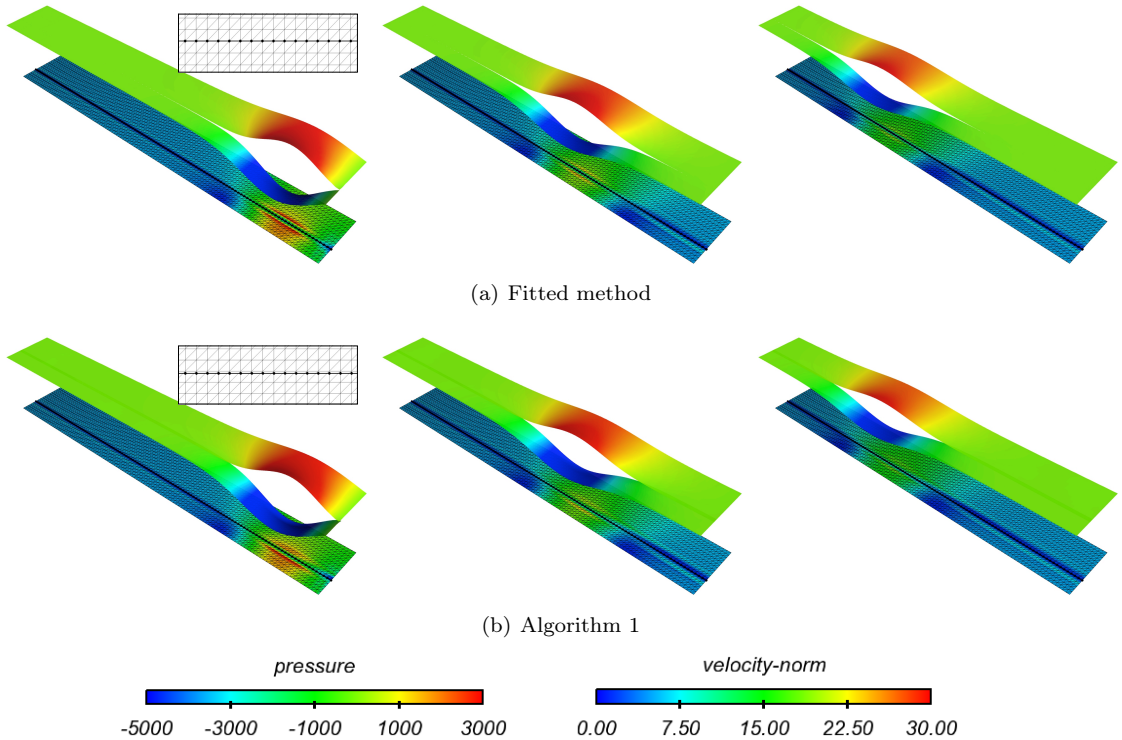 (a) Fitted method
(b) Algorithm 1
pressure
-5000 -3000 -1000 1000 3000
velocity-norm
0.00 7.50 15.00 22.50 30.00